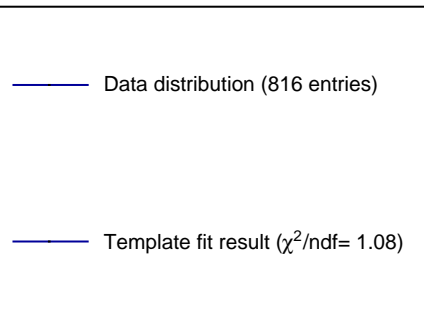 Data distribution (816 entries)
Template fit result (χ²/ndf= 1.08)